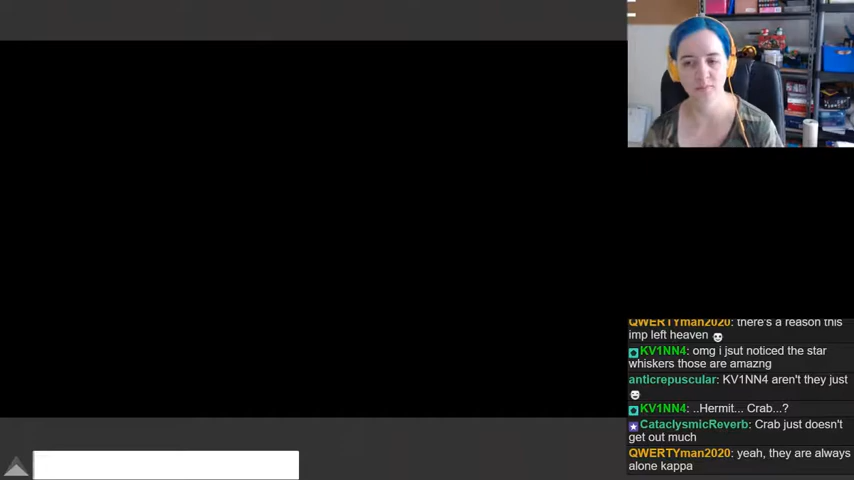 QWERTYman2020: there's a reason this
imp left heaven
KV1NN4: omg i jsut noticed the star
whiskers those are amazng
anticrepuscular: KV1NN4 aren't they just
KV1NN4: ..Hermit... Crab...?
CataclysmicReverb: Crab just doesn't
get out much
QWERTYman2020: yeah, they are always
alone kappa